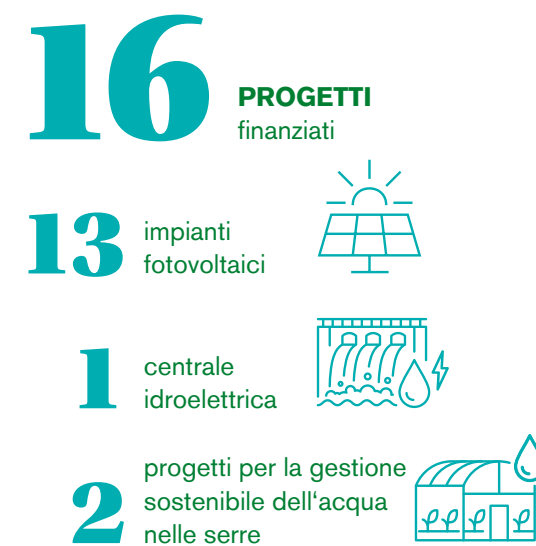 16
PROGETTI
finanziati
13
impianti
fotovoltaici
1
centrale
idroelettrica
2
progetti per la gestione
sostenibile dell‘acqua
nelle serre